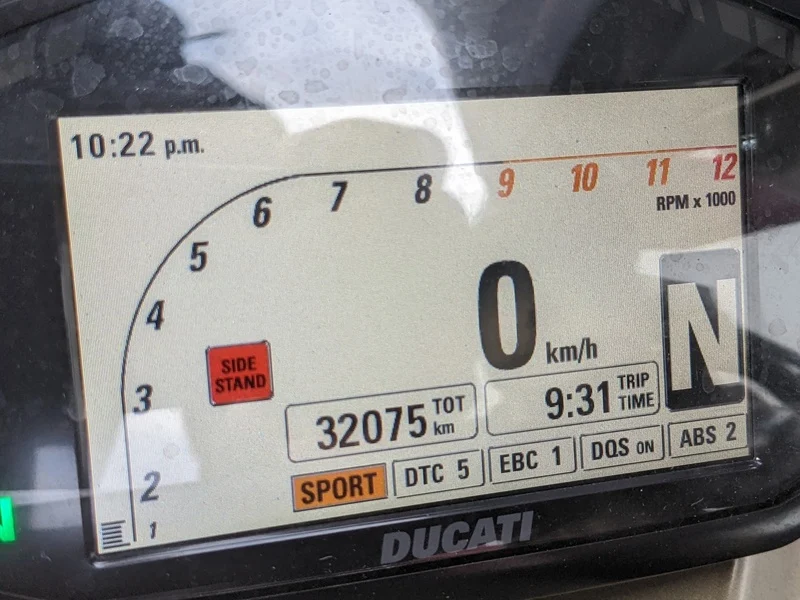 10:22 p.m.
1 2 3 4 5 6 7 8 9 10 11 12
RPM x 1000
0 km/h
N
SIDE
STAND
32075 TOT km
9:31 TRIP TIME
SPORT DTC 5 EBC 1 DQS ON ABS 2
DUCATI
N